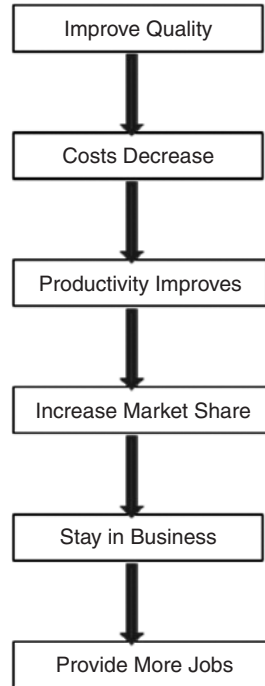 Improve Quality
Costs Decrease
Productivity Improves
Increase Market Share
Stay in Business
Provide More Jobs